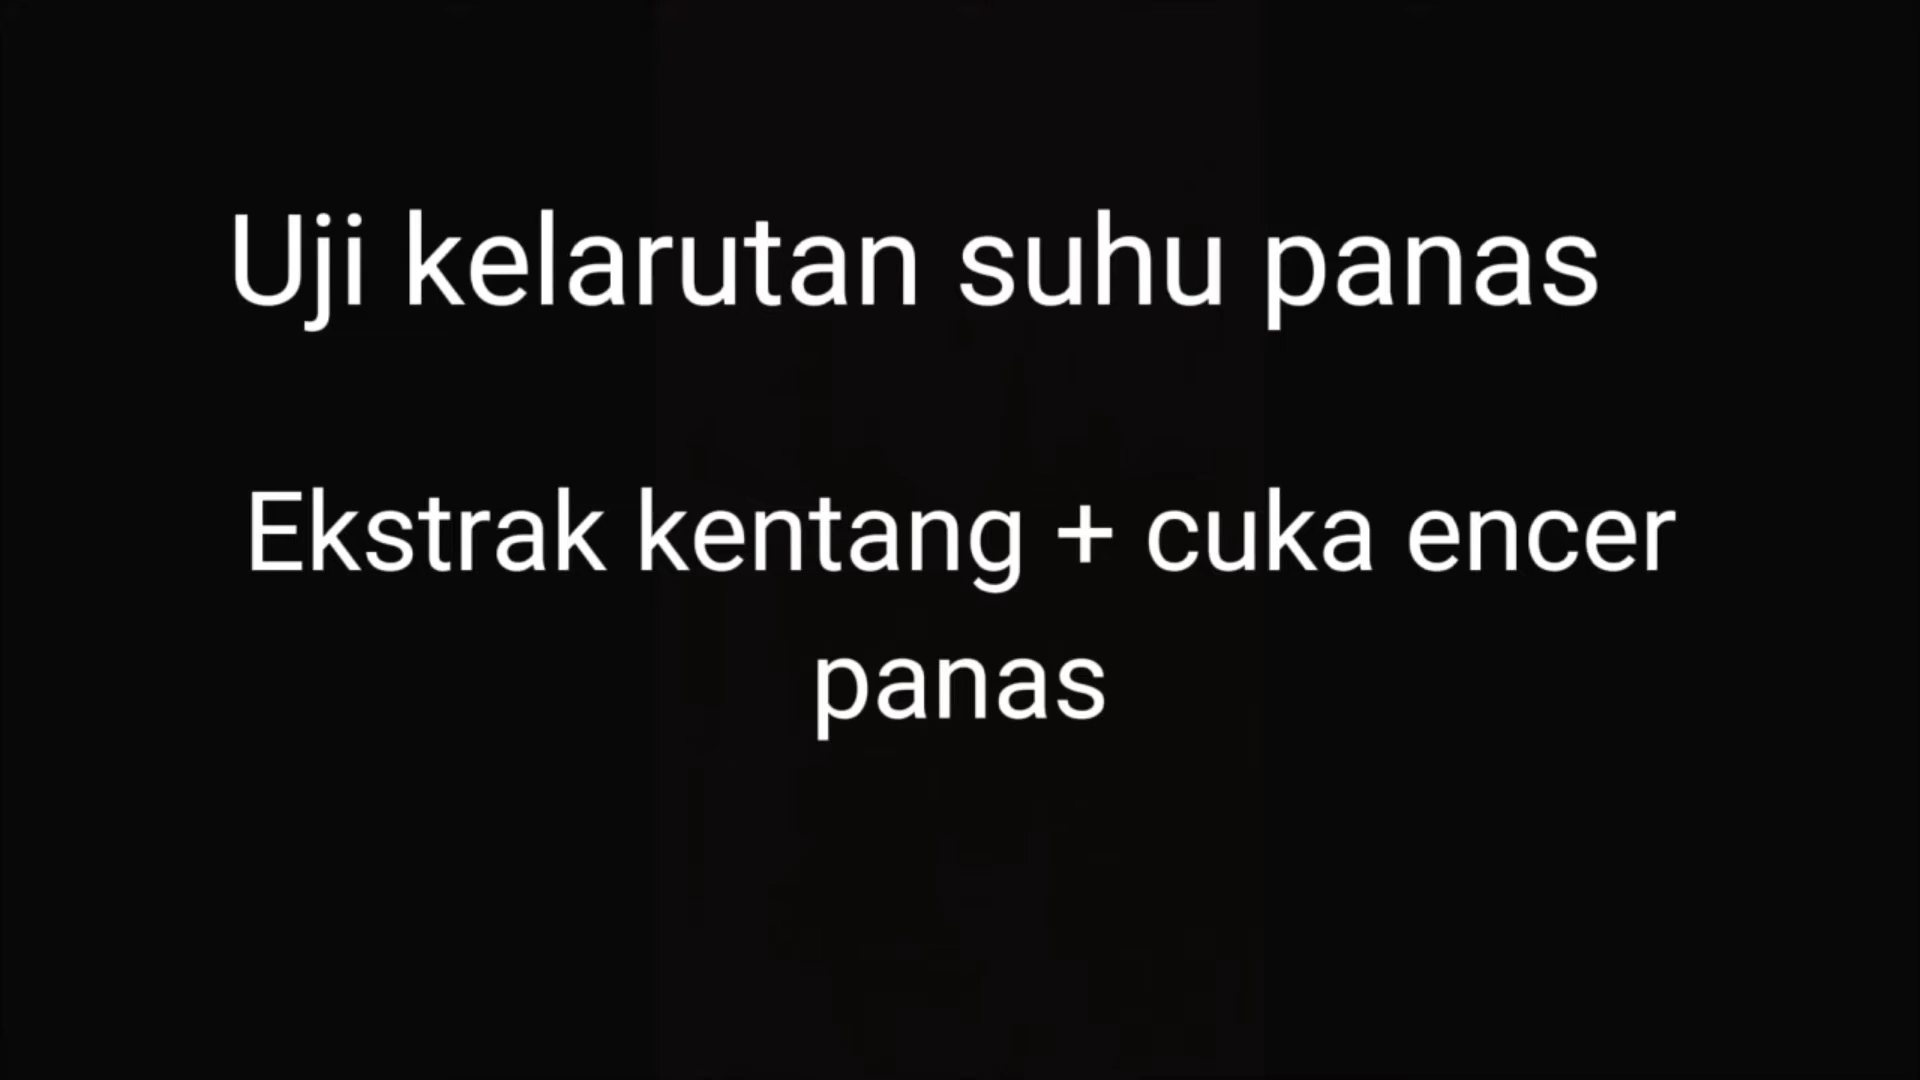 Uji kelarutan suhu panas
Ekstrak kentang + cuka encer
panas